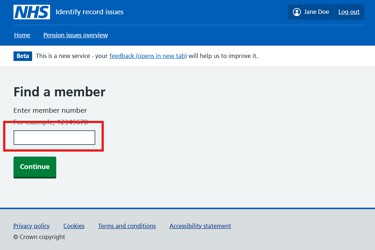 NHS Identify record issues Jane Doe Log out
Home Pension issues overview
Beta This is a new service - your feedback (opens in new tab) will help us to improve it.
Find a member
Enter member number
For example, 12345678
Continue
Privacy policy Cookies Terms and conditions Accessibility statement
© Crown copyright